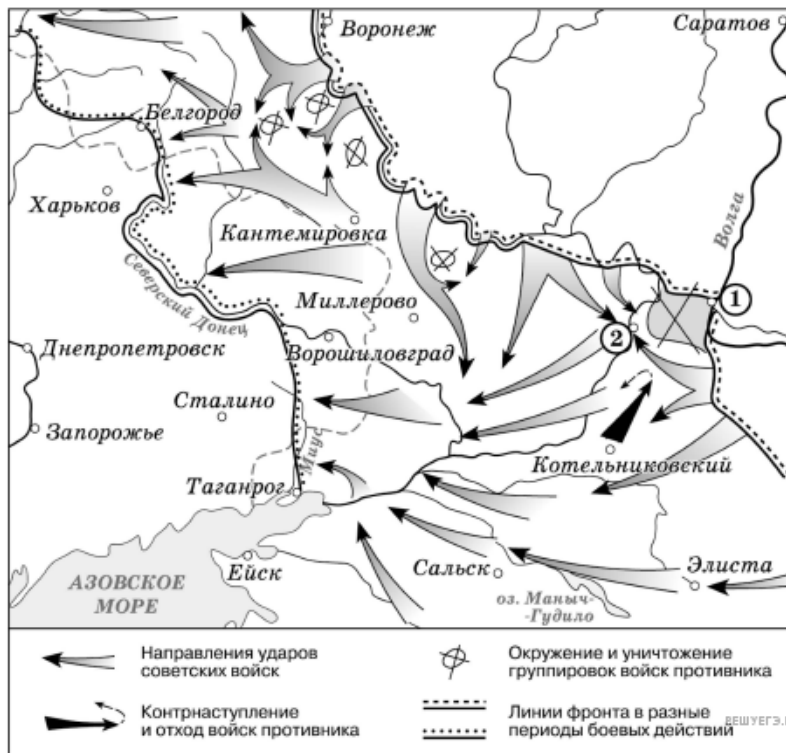 Воронеж
Саратов
Белгород
Волга
Харьков
Кантемировка
Северский Донец
1
Миллерово
2
Днепропетровск
Ворошиловград
Сталино
Запорожье
Миус
Котельниковский
Таганрог
Ейск
Сальск
Элиста
АЗОВСКОЕ
МОРЕ
оз. Маныч-
-Гудило
Направления ударов
советских войск
Окружение и уничтожение
группировок войск противника
Контрнаступление
и отход войск противника
Линии фронта в разные
периоды боевых действий